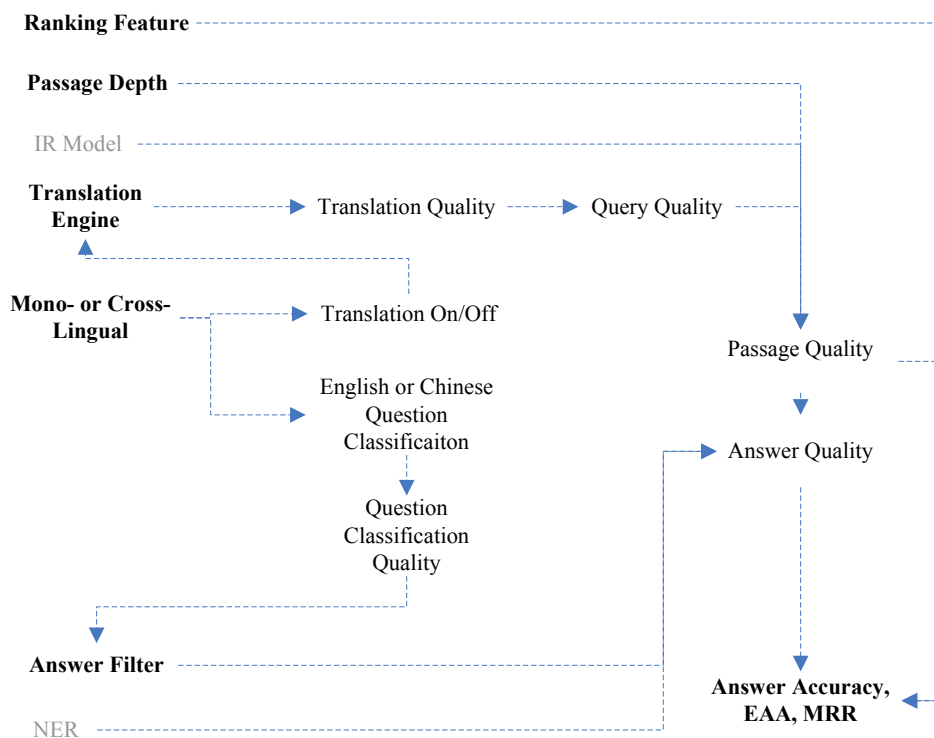 Ranking Feature
Passage Depth
IR Model
Translation
Engine
Translation Quality
Query Quality
Mono- or Cross-
Lingual
Translation On/Off
Passage Quality
English or Chinese
Question
Classificaiton
Answer Quality
Question
Classification
Quality
Answer Filter
Answer Accuracy,
EAA, MRR
NER